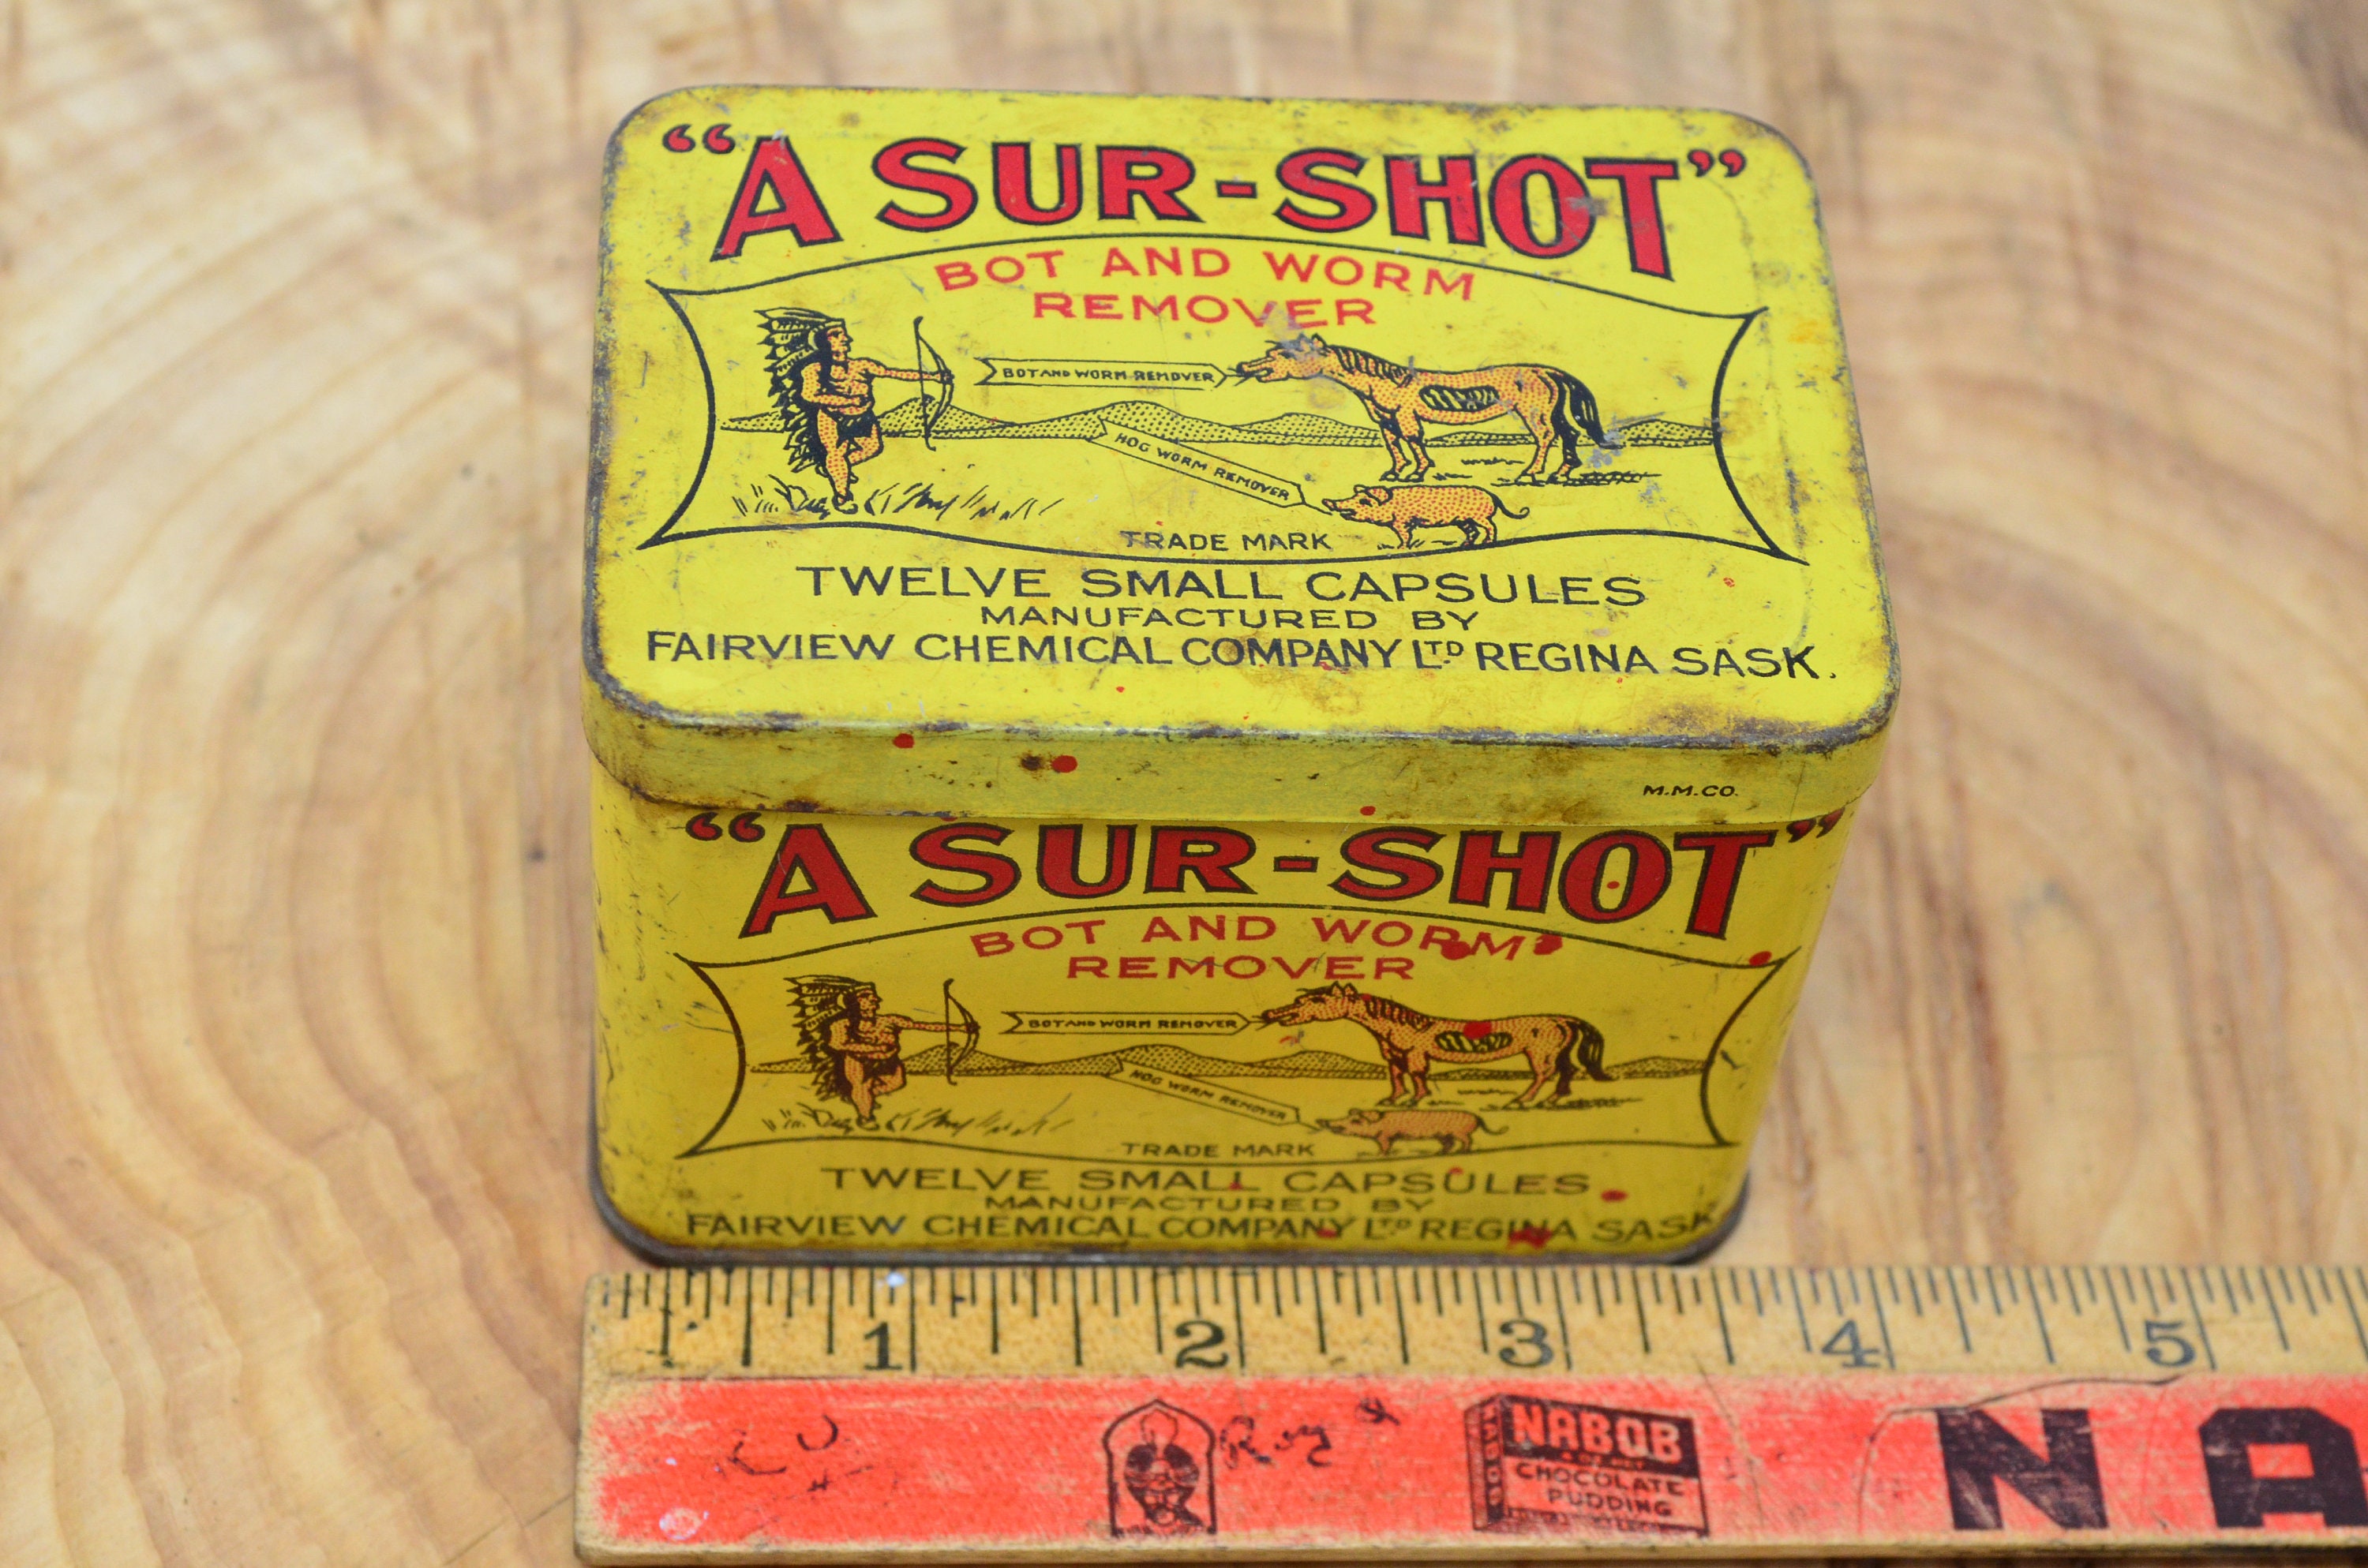 “A SUR-SHOT”
BOT AND WORM
REMOVER
BOT AND WORM REMOVER
HOG WORM REMOVER
TRADE MARK
TWELVE SMALL CAPSULES
MANUFACTURED BY
FAIRVIEW CHEMICAL COMPANY LTD REGINA SASK.
M.M.CO.
“A SUR-SHOT”
BOT AND WORM
REMOVER
BOT AND WORM REMOVER
HOG WORM REMOVER
TRADE MARK
TWELVE SMALL CAPSULES
MANUFACTURED BY
FAIRVIEW CHEMICAL COMPANY LTD REGINA SASK
1 2 3 4 5
Roy
NABOB
CHOCOLATE
PUDDING
NA